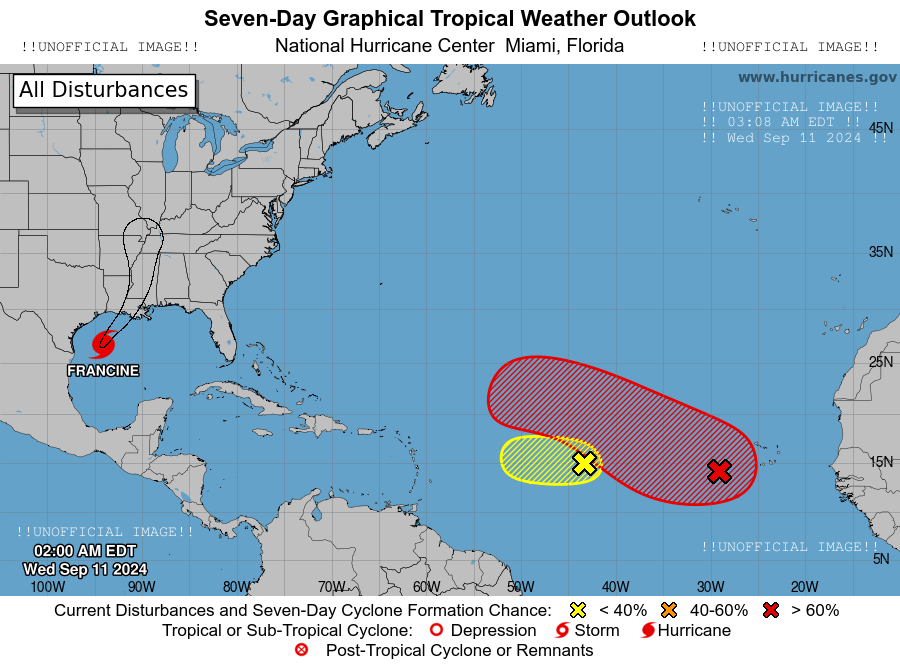 Seven-Day Graphical Tropical Weather Outlook
!!UNOFFICIAL IMAGE!! National Hurricane Center Miami, Florida !!UNOFFICIAL IMAGE!!
All Disturbances
www.hurricanes.gov
!!UNOFFICIAL IMAGE!!
!! 03:08 AM EDT !!
!! Wed Sep 11 2024 !!
45N
35N
FRANCINE
25N
15N
!!UNOFFICIAL IMAGE!!
02:00 AM EDT
Wed Sep 11 2024
!!UNOFFICIAL IMAGE!!
5N
100W 90W 80W 70W 60W 50W 40W 30W 20W
Current Disturbances and Seven-Day Cyclone Formation Chance: < 40% 40-60% > 60%
Tropical or Sub-Tropical Cyclone: Depression Storm Hurricane
Post-Tropical Cyclone or Remnants